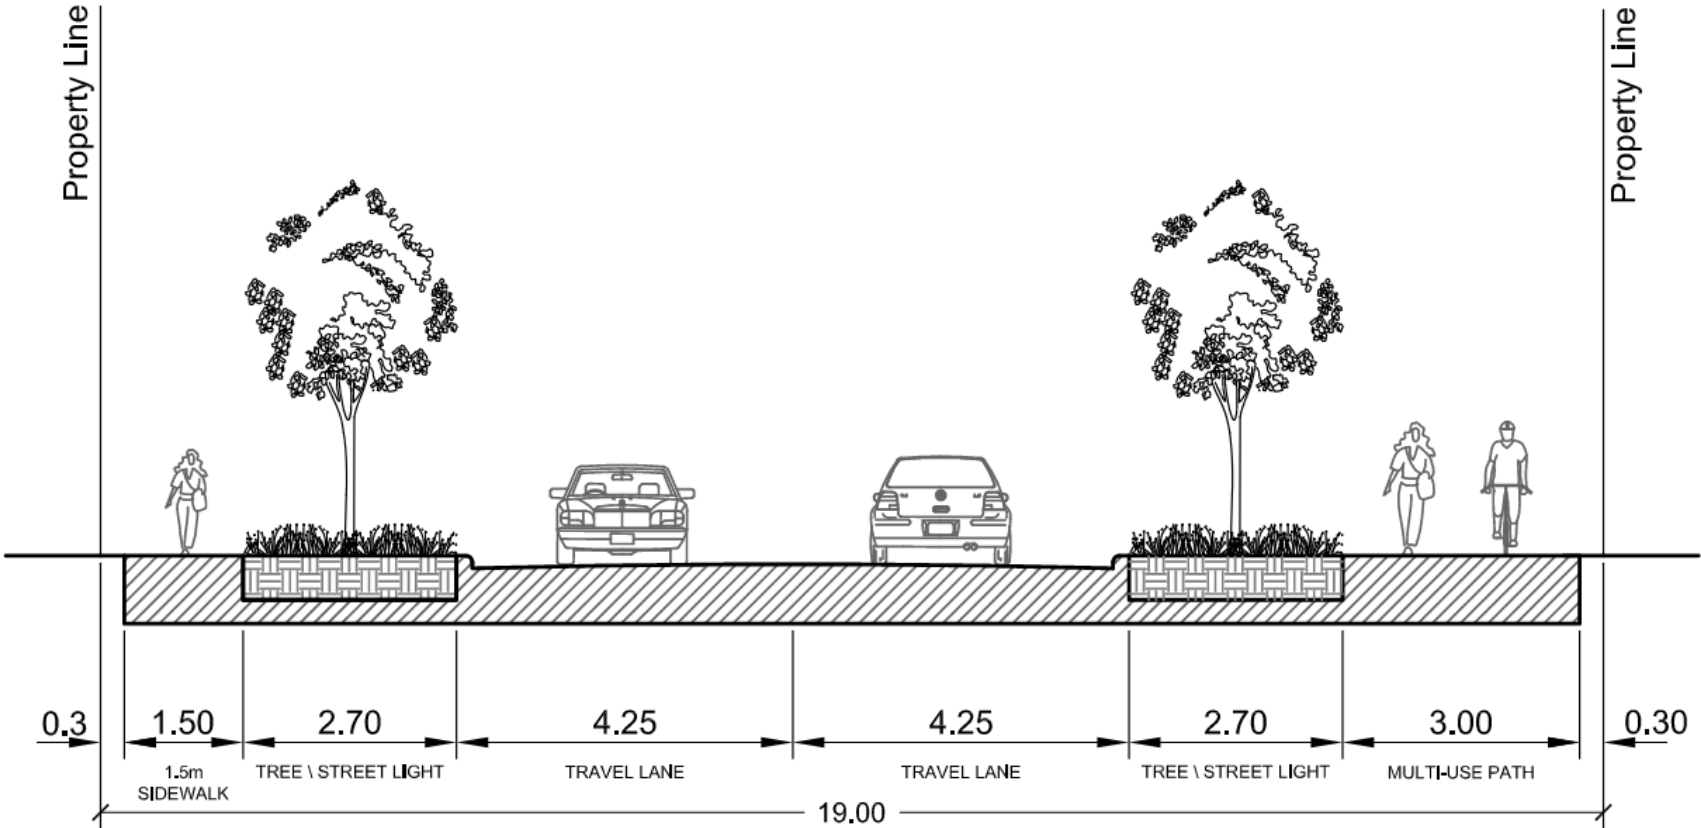 Property Line
Property Line
0.3
1.50
2.70
4.25
4.25
2.70
3.00
0.30
1.5m
SIDEWALK
TREE \ STREET LIGHT
TRAVEL LANE
TRAVEL LANE
TREE \ STREET LIGHT
MULTI-USE PATH
19.00